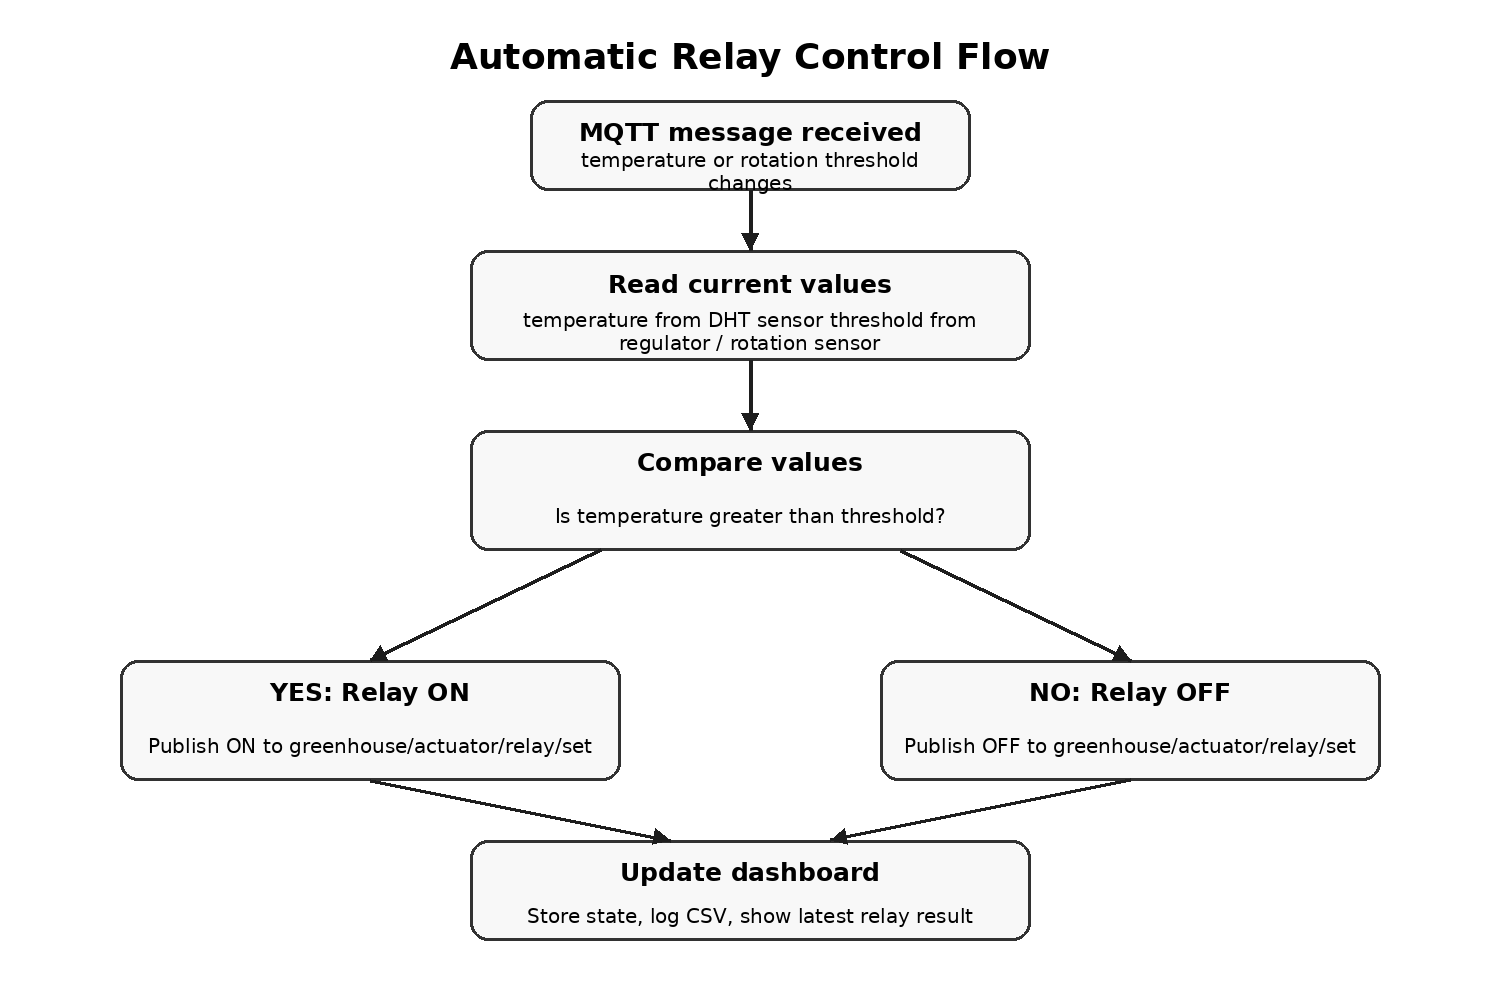 Automatic Relay Control Flow
MQTT message received
temperature or rotation threshold
changes
Read current values
temperature from DHT sensor threshold from
regulator / rotation sensor
Compare values
Is temperature greater than threshold?
YES: Relay ON
Publish ON to greenhouse/actuator/relay/set
NO: Relay OFF
Publish OFF to greenhouse/actuator/relay/set
Update dashboard
Store state, log CSV, show latest relay result